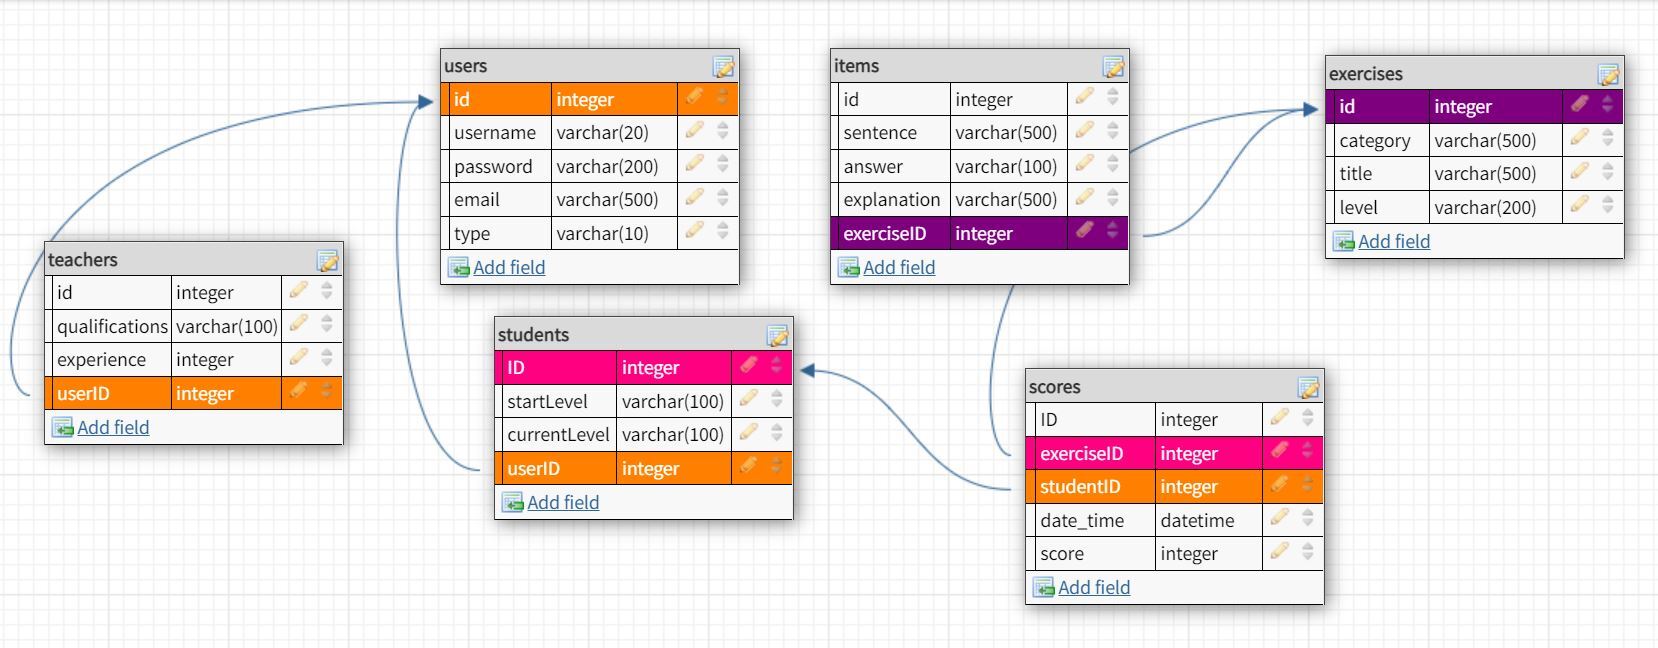 users
id integer
username varchar(20)
password varchar(200)
email varchar(500)
type varchar(10)
Add field
items
id integer
sentence varchar(500)
answer varchar(100)
explanation varchar(500)
exerciseID integer
Add field
exercises
id integer
category varchar(500)
title varchar(500)
level varchar(200)
Add field
teachers
id integer
qualifications varchar(100)
experience integer
userID integer
Add field
students
ID integer
startLevel varchar(100)
currentLevel varchar(100)
userID integer
Add field
scores
ID integer
exerciseID integer
studentID integer
date_time datetime
score integer
Add field